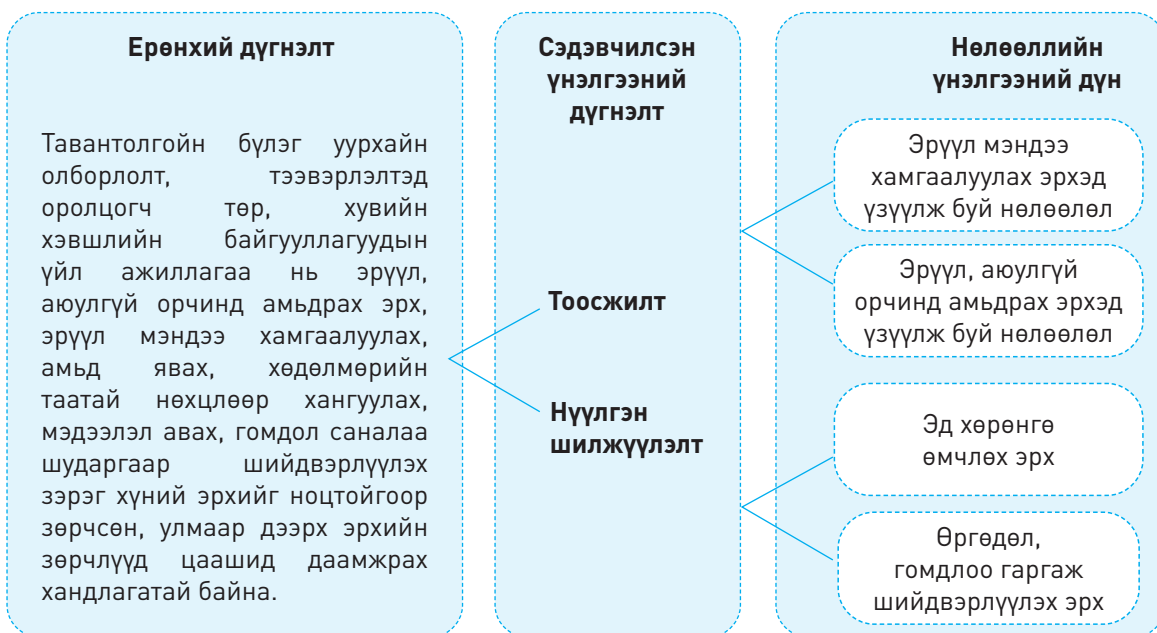 Ерөнхий дүгнэлт
Тавантолгойн бүлэг уурхайн
олборлолт, тээвэрлэлтэд
оролцогч төр, хувийн
хэвшлийн байгууллагуудын
үйл ажиллагаа нь эрүүл,
аюулгүй орчинд амьдрах эрх,
эрүүл мэндээ хамгаалуулах,
амьд явах, хөдөлмөрийн
таатай нөхцлөөр хангуулах,
мэдээлэл авах, гомдол саналаа
шударгаар шийдвэрлүүлэх
зэрэг хүний эрхийг ноцтойгоор
зөрчсөн, улмаар дээрх эрхийн
зөрчлүүд цаашид даамжрах
хандлагатай байна.
Сэдэвчилсэн
үнэлгээний
дүгнэлт
Тоосжилт
Нүүлгэн
шилжүүлэлт
Нөлөөллийн
үнэлгээний дүн
Эрүүл мэндээ
хамгаалуулах эрхэд
үзүүлж буй нөлөөлөл
Эрүүл, аюулгүй
орчинд амьдрах эрхэд
үзүүлж буй нөлөөлөл
Эд хөрөнгө
өмчлөх эрх
Өргөдөл,
гомдлоо гаргаж
шийдвэрлүүлэх эрх